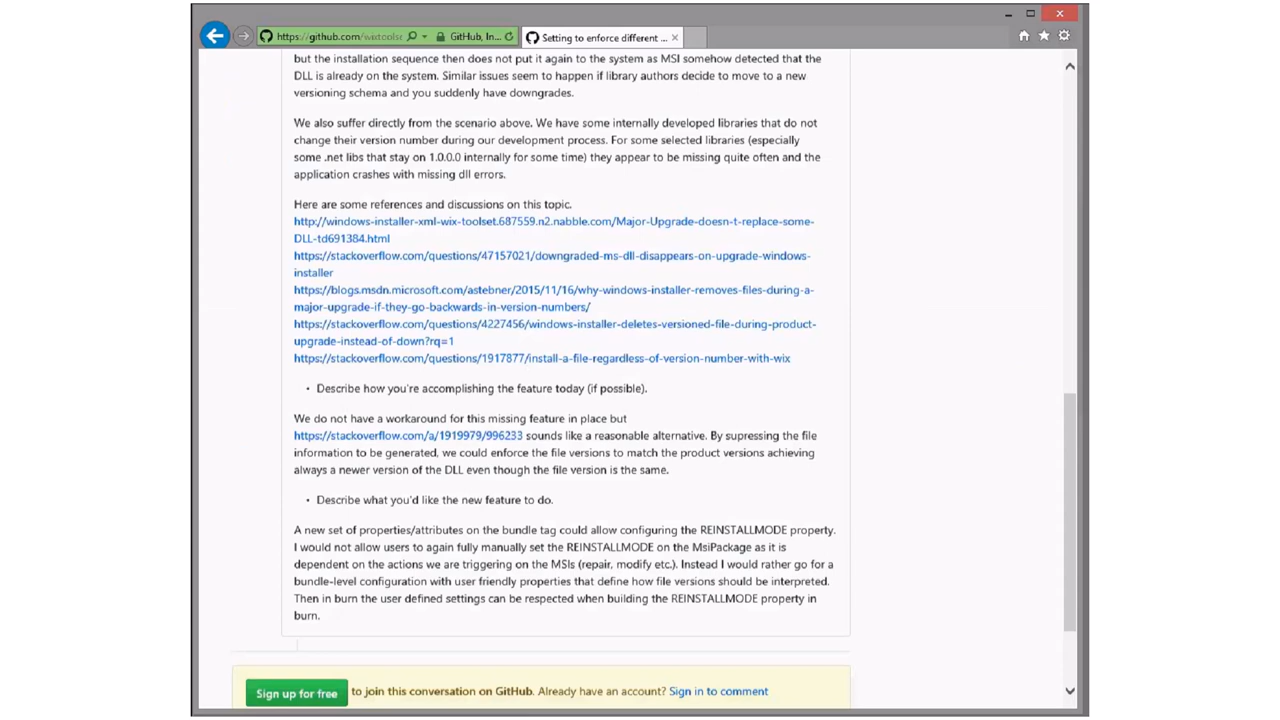 https://github.com/wixtools
GitHub, In...
Setting to enforce different ...
but the installation sequence then does not put it again to the system as MSI somehow detected that the
DLL is already on the system. Similar issues seem to happen if library authors decide to move to a new
versioning schema and you suddenly have downgrades.
We also suffer directly from the scenario above. We have some internally developed libraries that do not
change their version number during our development process. For some selected libraries (especially
some .net libs that stay on 1.0.0.0 internally for some time) they appear to be missing quite often and the
application crashes with missing dll errors.
Here are some references and discussions on this topic.
http://windows-installer-xml-wix-toolset.687559.n2.nabble.com/Major-Upgrade-doesn-t-replace-some-
DLL-td691384.html
https://stackoverflow.com/questions/47157021/downgraded-ms-dll-disappears-on-upgrade-windows-
installer
https://blogs.msdn.microsoft.com/astebner/2015/11/16/why-windows-installer-removes-files-during-a-
major-upgrade-if-they-go-backwards-in-version-numbers/
https://stackoverflow.com/questions/4227456/windows-installer-deletes-versioned-file-during-product-
upgrade-instead-of-down?rq=1
https://stackoverflow.com/questions/1917877/install-a-file-regardless-of-version-number-with-wix
• Describe how you're accomplishing the feature today (if possible).
We do not have a workaround for this missing feature in place but
https://stackoverflow.com/a/1919979/996233 sounds like a reasonable alternative. By supressing the file
information to be generated, we could enforce the file versions to match the product versions achieving
always a newer version of the DLL even though the file version is the same.
• Describe what you'd like the new feature to do.
A new set of properties/attributes on the bundle tag could allow configuring the REINSTALLMODE property.
I would not allow users to again fully manually set the REINSTALLMODE on the MsiPackage as it is
dependent on the actions we are triggering on the MSIs (repair, modify etc.). Instead I would rather go for a
bundle-level configuration with user friendly properties that define how file versions should be interpreted.
Then in burn the user defined settings can be respected when building the REINSTALLMODE property in
burn.
Sign up for free to join this conversation on GitHub. Already have an account? Sign in to comment